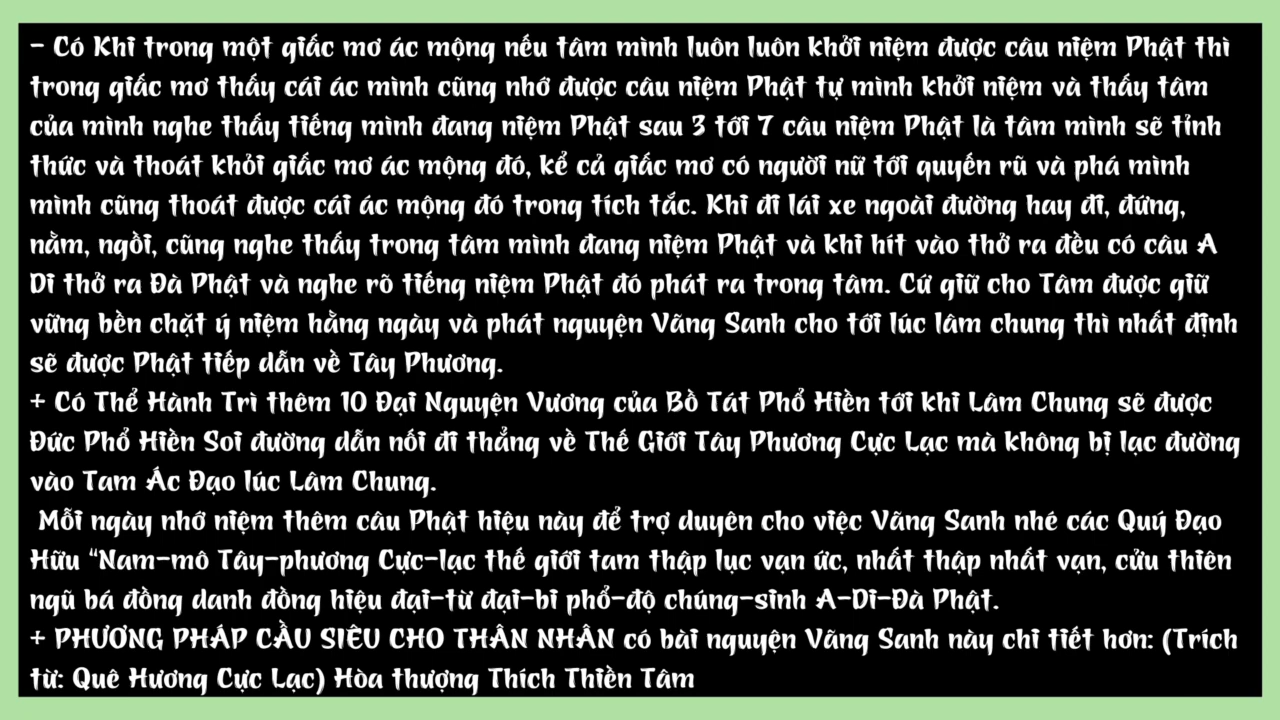 - Có Khi trong một giấc mơ ác mộng nếu tâm mình luôn luôn khởi niệm được câu niệm Phật thì
trong giấc mơ thấy cái ác mình cũng nhớ được câu niệm Phật tự mình khởi niệm và thấy tâm
của mình nghe thấy tiếng mình đang niệm Phật sau 3 tới 7 câu niệm Phật là tâm mình sẽ tỉnh
thức và thoát khỏi giấc mơ ác mộng đó, kể cả giấc mơ có người nữ tới quyến rũ và phá mình
mình cũng thoát được cái ác mộng đó trong tích tắc. Khi đi lái xe ngoài đường hay đi, đứng,
nằm, ngồi, cũng nghe thấy trong tâm mình đang niệm Phật và khi hít vào thở ra đều có câu A
Di thở ra Đà Phật và nghe rõ tiếng niệm Phật đó phát ra trong tâm. Cứ giữ cho Tâm được giữ
vững bền chặt ý niệm hằng ngày và phát nguyện Vãng Sanh cho tới lúc lâm chung thì nhất định
sẽ được Phật tiếp dẫn về Tây Phương.
+ Có Thể Hành Trì thêm 10 Đại Nguyện Vương của Bồ Tát Phổ Hiền tới khi Lâm Chung sẽ được
Đức Phổ Hiền Soi đường dẫn nối đi thẳng về Thế Giới Tây Phương Cực Lạc mà không bị lạc đường
vào Tam Ác Đạo lúc Lâm Chung.
Mỗi ngày nhớ niệm thêm câu Phật hiệu này để trợ duyên cho việc Vãng Sanh nhé các Quý Đạo
Hữu "Nam-mô Tây-phương Cực-lạc thế giới tam thập lục vạn ức, nhất thập nhất vạn, cửu thiên
ngũ bá đồng danh đồng hiệu đại-từ đại-bi phổ-độ chúng-sinh A-Di-Đà Phật.
+ PHƯƠNG PHÁP CẦU SIÊU CHO THÂN NHÂN có bài nguyện Vãng Sanh này chi tiết hơn: (Trích
từ: Quê Hương Cực Lạc) Hòa thượng Thích Thiền Tâm